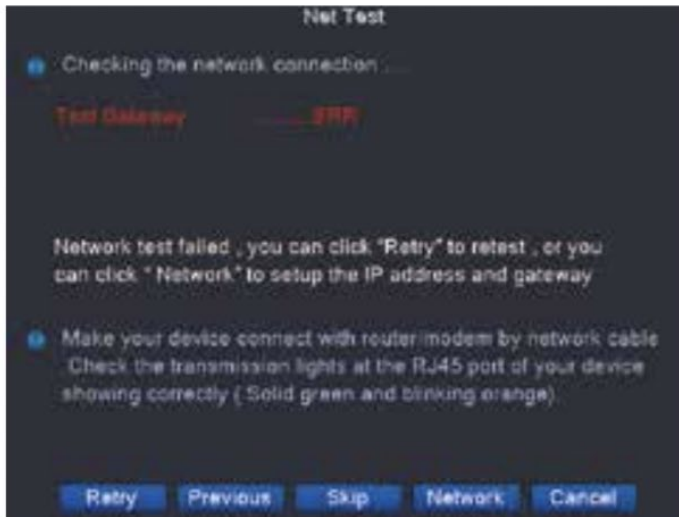 Net Test
Checking the network connection ....
Test Gateway ........ ERR
Network test failed , you can click "Retry" to retest , or you
can click " Network" to setup the IP address and gateway
Make your device connect with router/modem by network cable
Check the transmission lights at the RJ45 port of your device
showing correctly ( Solid green and blinking orange)
Retry Previous Skip Network Cancel